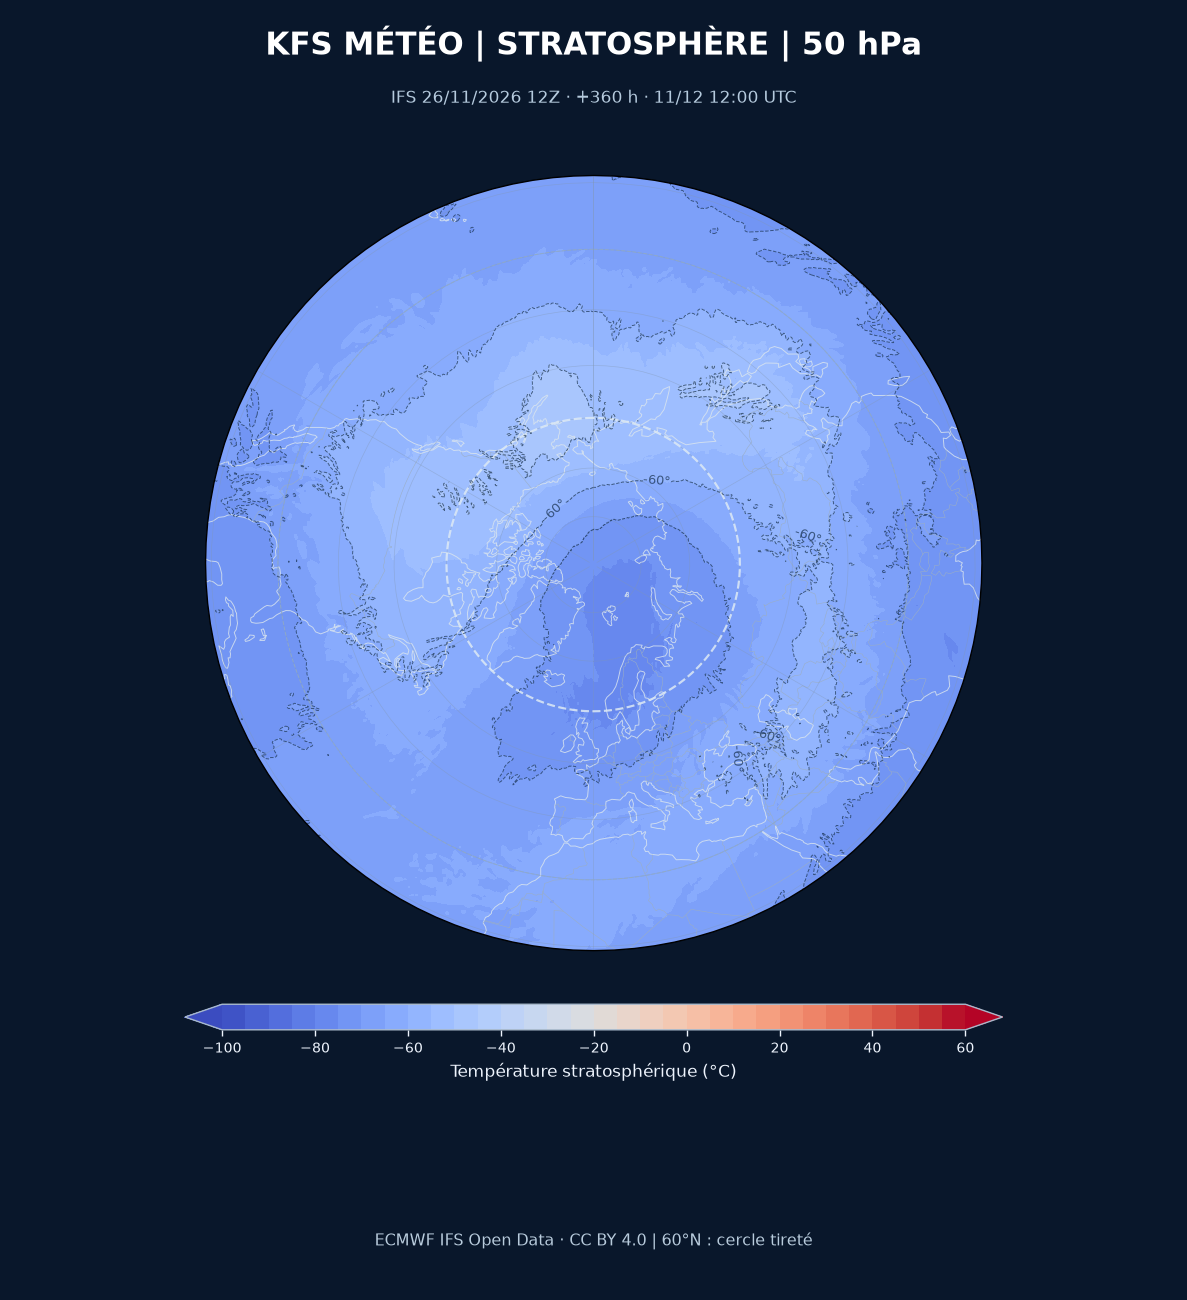 KFS MÉTÉO | STRATOSPHÈRE | 50 hPa
IFS 26/11/2026 12Z · +360 h · 11/12 12:00 UTC
60°
60°
60°
60°
60°
−100 −80 −60 −40 −20 0 20 40 60
Température stratosphérique (°C)
ECMWF IFS Open Data · CC BY 4.0 | 60°N : cercle tireté